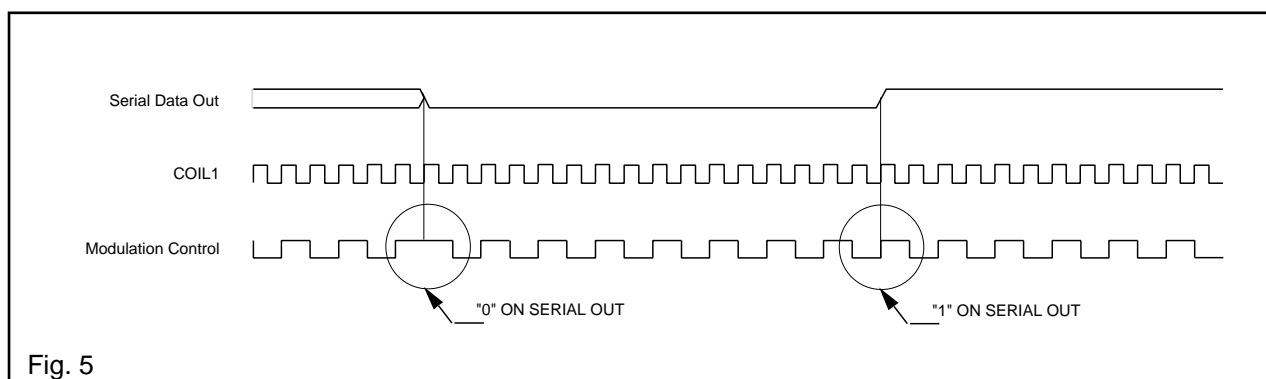 Serial Data Out
COIL1
Modulation Control
"0" ON SERIAL OUT
"1" ON SERIAL OUT
Fig. 5